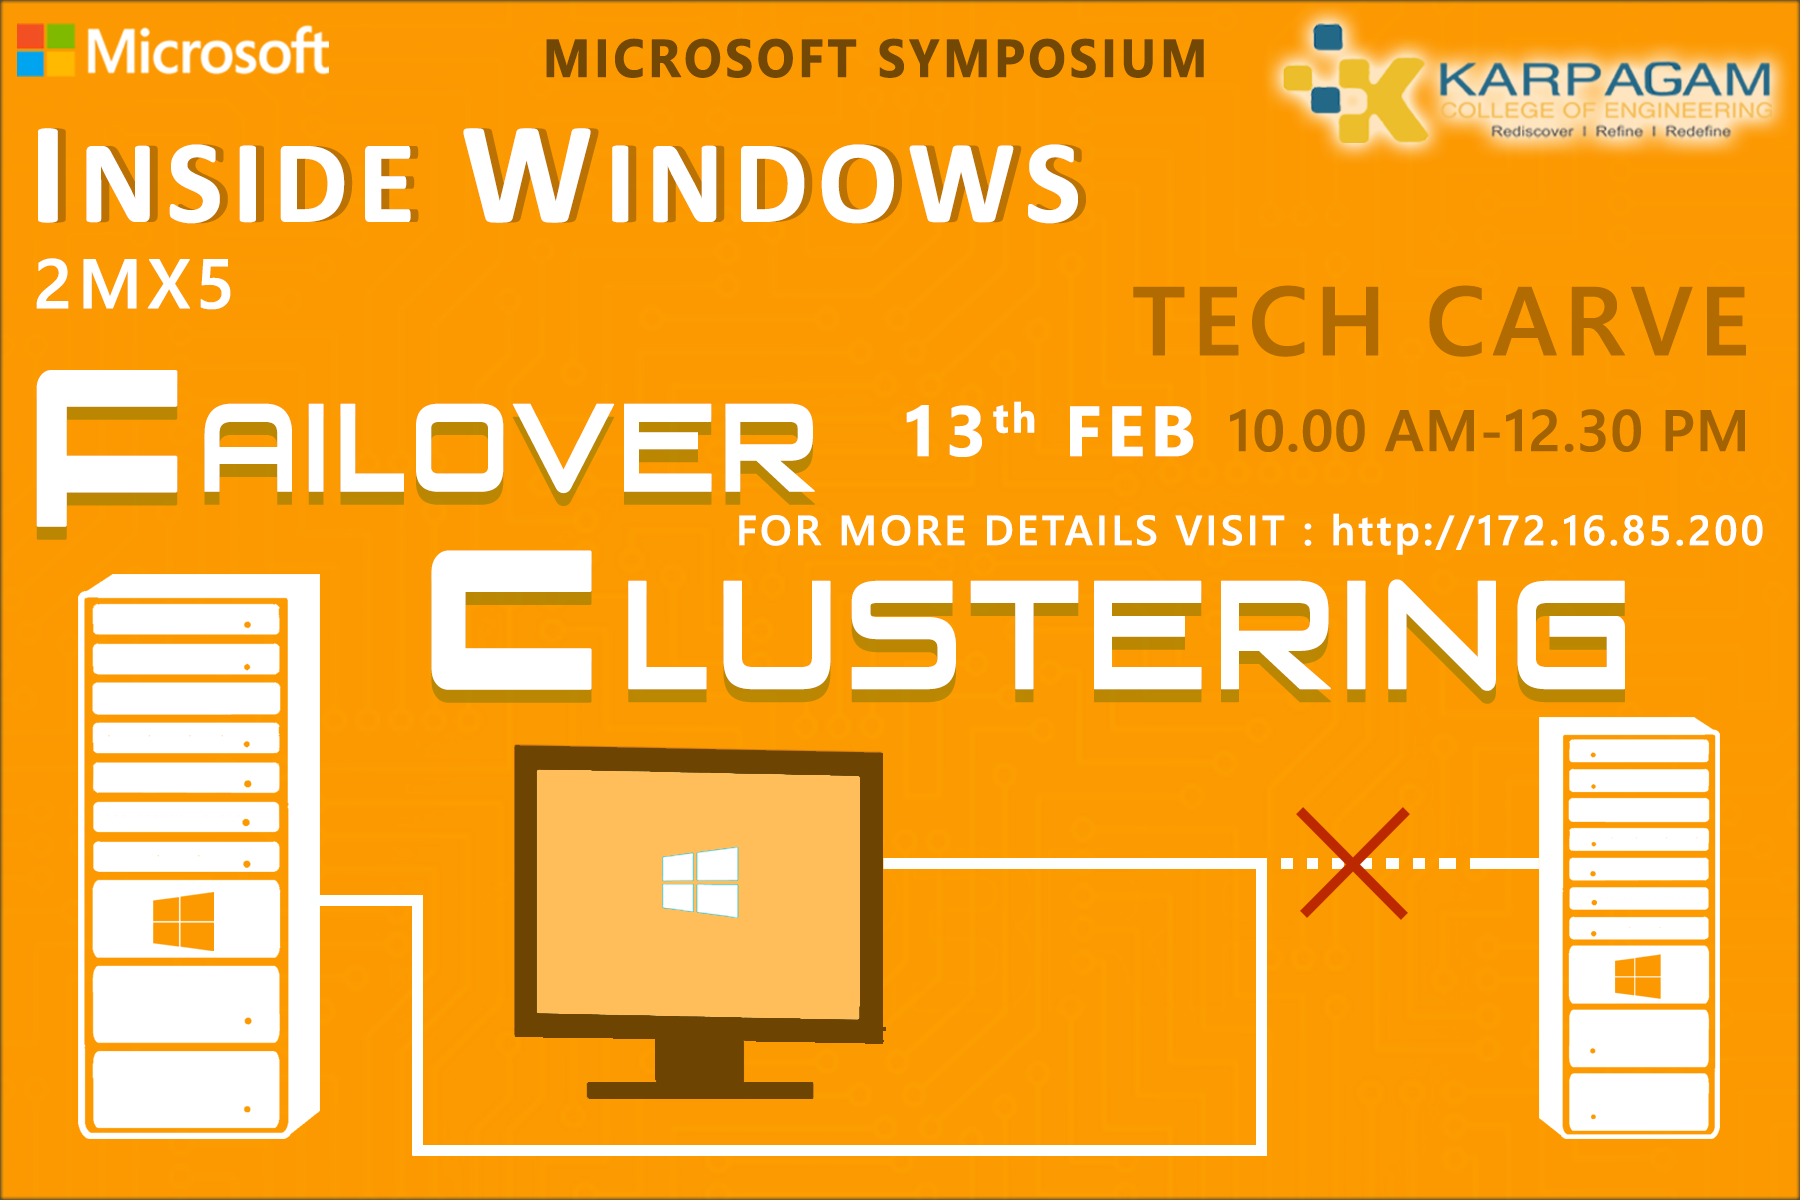 Microsoft
MICROSOFT SYMPOSIUM
KARPAGAM
COLLEGE OF ENGINEERING
Rediscover I Refine I Redefine
INSIDE WINDOWS
2MX5
TECH CARVE
FAILOVER
13th FEB 10.00 AM-12.30 PM
FOR MORE DETAILS VISIT : http://172.16.85.200
CLUSTERING